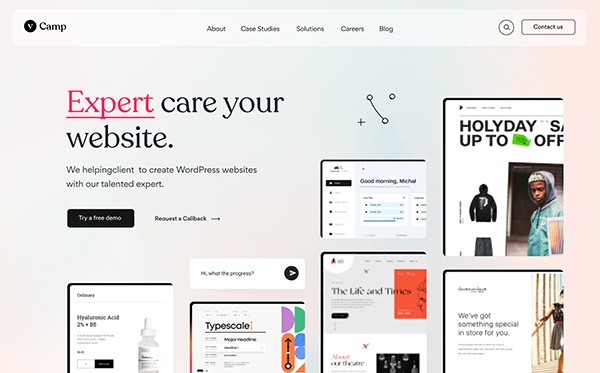 v Camp
About Case Studies Solutions Careers Blog
Contact us
Expert care your
website.
We helpingclient to create WordPress websites
with our talented expert.
Try a free demo
Request a Callback
Good morning, Michal
HOLYDAY SA
UP TO OFF
Hi, what the progress?
Ordinary
Hyaluronic Acid
2% + B5
Typescale
Major Headline
Headline 1
The Life and Times
About
our theatre
We've got
something special
in store for you.